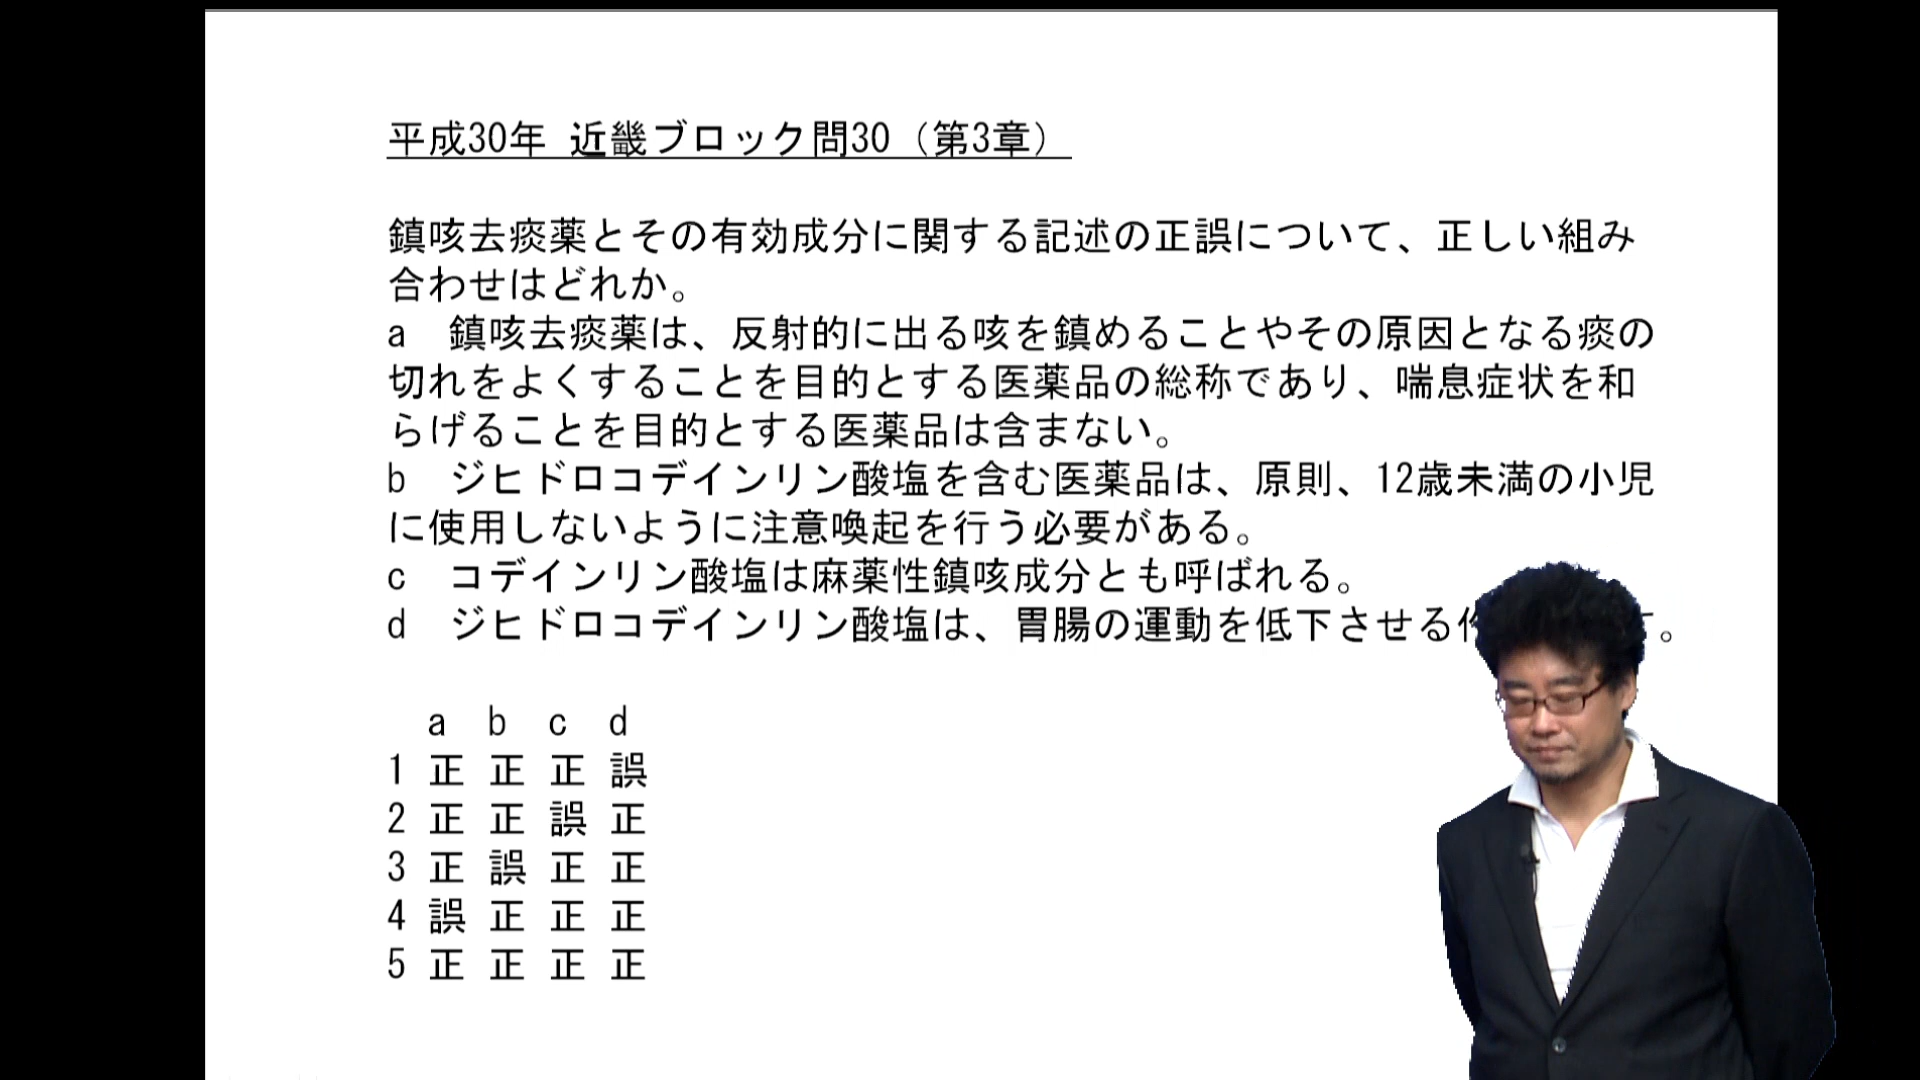 平成30年 近畿ブロック問30（第3章）
鎮咳去痰薬とその有効成分に関する記述の正誤について、正しい組み
合わせはどれか。
a　鎮咳去痰薬は、反射的に出る咳を鎮めることやその原因となる痰の
切れをよくすることを目的とする医薬品の総称であり、喘息症状を和
らげることを目的とする医薬品は含まない。
b　ジヒドロコデインリン酸塩を含む医薬品は、原則、12歳未満の小児
に使用しないように注意喚起を行う必要がある。
c　コデインリン酸塩は麻薬性鎮咳成分とも呼ばれる。
d　ジヒドロコデインリン酸塩は、胃腸の運動を低下させる
a b c d
1 正 正 正 誤
2 正 正 誤 正
3 正 誤 正 正
4 誤 正 正 正
5 正 正 正 正